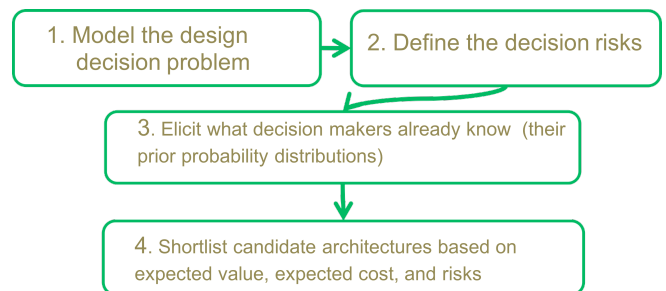 1. Model the design
decision problem
2. Define the decision risks
3. Elicit what decision makers already know (their
prior probability distributions)
4. Shortlist candidate architectures based on
expected value, expected cost, and risks